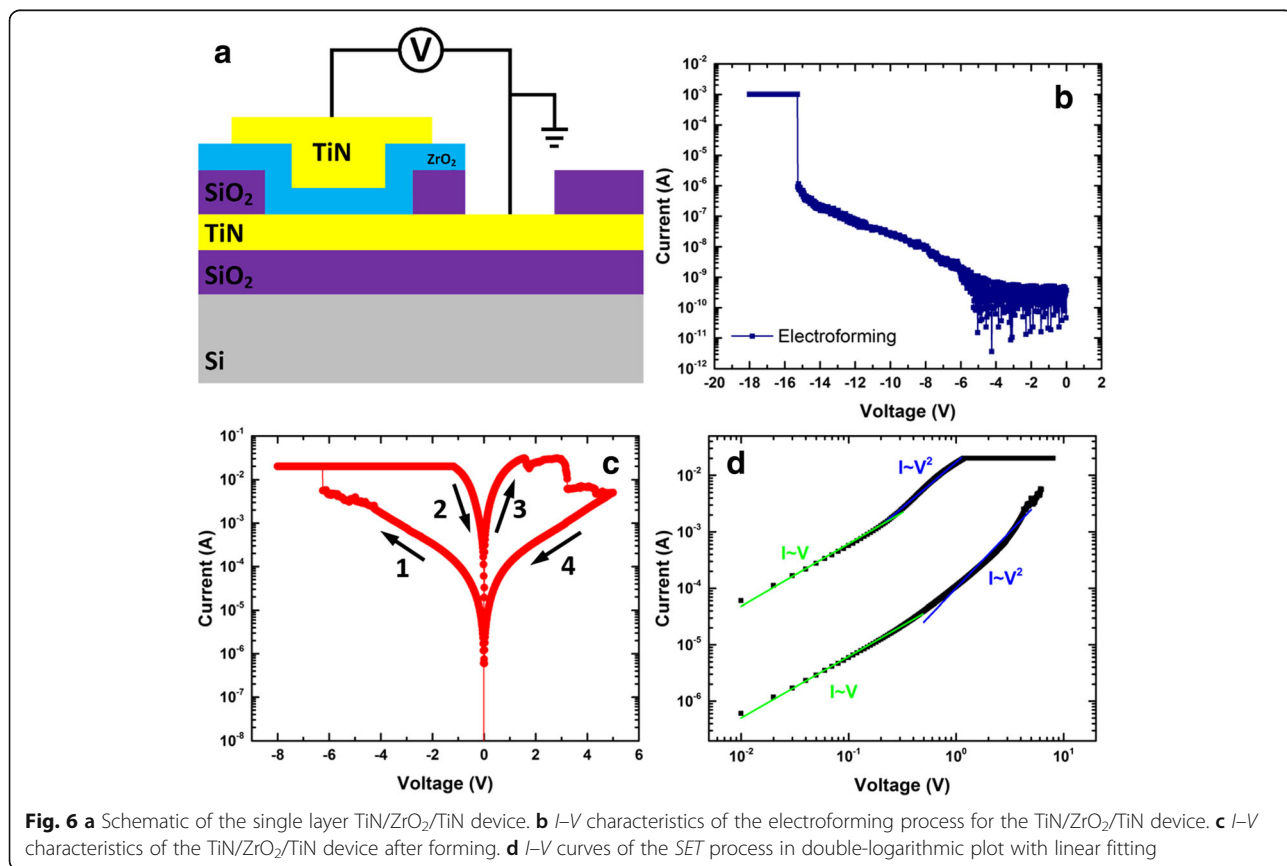 a
V
TiN
ZrO₂
SiO₂
TiN
SiO₂
Si
b
Current (A)
10⁻²
10⁻³
10⁻⁴
10⁻⁵
10⁻⁶
10⁻⁷
10⁻⁸
10⁻⁹
10⁻¹⁰
10⁻¹¹
10⁻¹²
Electroforming
-20 -18 -16 -14 -12 -10 -8 -6 -4 -2 0 2
Voltage (V)
c
Current (A)
10⁻¹
10⁻²
10⁻³
10⁻⁴
10⁻⁵
10⁻⁶
10⁻⁷
10⁻⁸
1
2
3
4
-8 -6 -4 -2 0 2 4 6
Voltage (V)
d
Current (A)
10⁻²
10⁻³
10⁻⁴
10⁻⁵
10⁻⁶
I~V²
I~V
I~V²
I~V
10⁻² 10⁻¹ 10⁰ 10¹
Voltage (V)
Fig. 6 a Schematic of the single layer TiN/ZrO₂/TiN device. b I–V characteristics of the electroforming process for the TiN/ZrO₂/TiN device. c I–V
characteristics of the TiN/ZrO₂/TiN device after forming. d I–V curves of the SET process in double-logarithmic plot with linear fitting